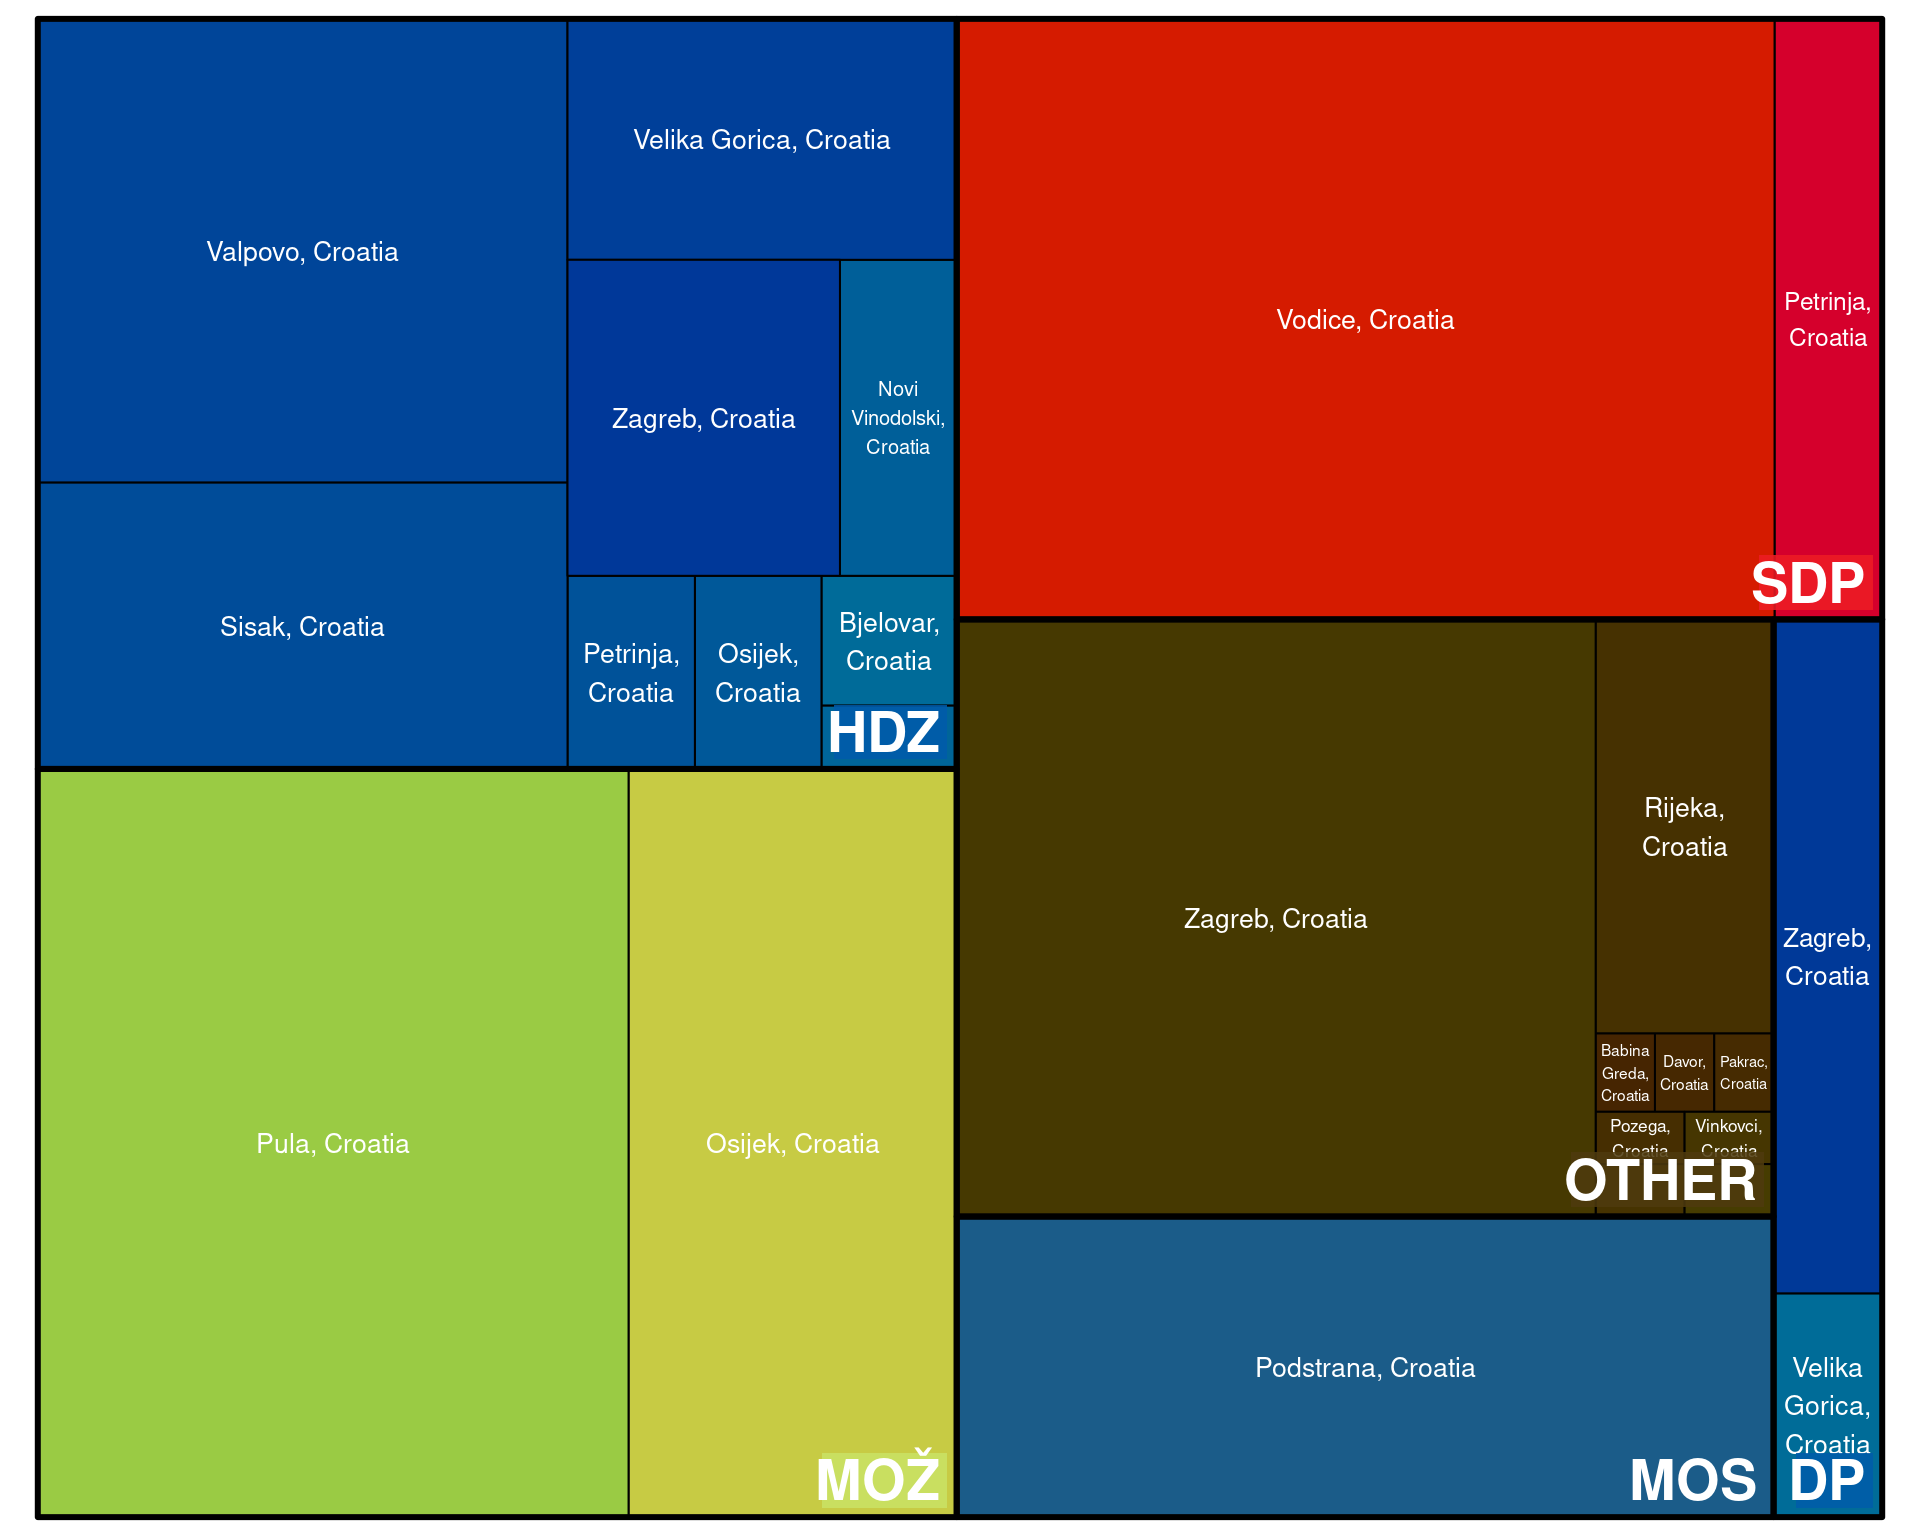 Valpovo, Croatia
Velika Gorica, Croatia
Zagreb, Croatia
Novi
Vinodolski,
Croatia
Sisak, Croatia
Petrinja,
Croatia
Osijek,
Croatia
Bjelovar,
Croatia
HDZ
Pula, Croatia
Osijek, Croatia
MOŽ
Vodice, Croatia
Petrinja,
Croatia
SDP
Zagreb, Croatia
Rijeka,
Croatia
Babina
Greda,
Croatia
Davor,
Croatia
Pakrac,
Croatia
Pozega,
Croatia
Vinkovci,
Croatia
OTHER
Podstrana, Croatia
MOS
Zagreb,
Croatia
Velika
Gorica,
Croatia
DP